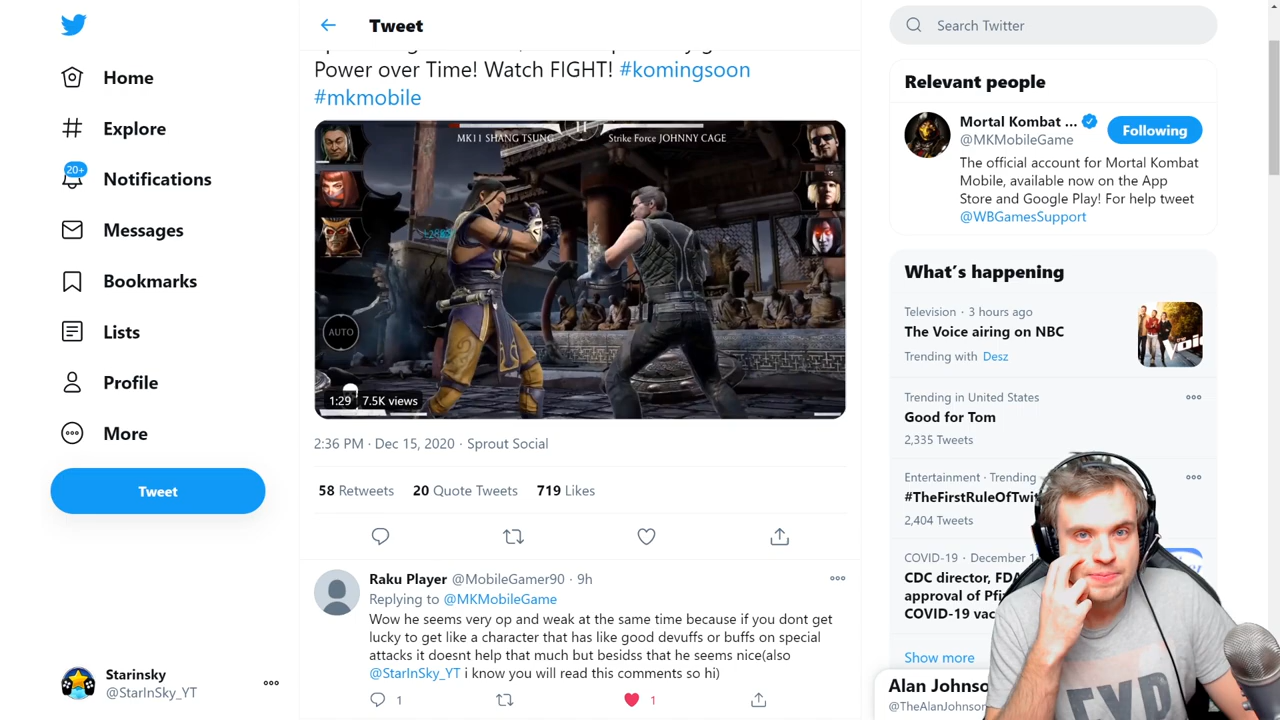 Tweet
Search Twitter
Home
Explore
20+
Notifications
Messages
Bookmarks
Lists
Profile
More
Tweet
Starinsky
@StarInSky_YT
Power over Time! Watch FIGHT! #komingsoon
#mkmobile
MK11 SHANG TSUNG
Strike Force JOHNNY CAGE
AUTO
1:29 7.5K views
2:36 PM · Dec 15, 2020 · Sprout Social
58 Retweets 20 Quote Tweets 719 Likes
Raku Player @MobileGamer90 · 9h
Replying to @MKMobileGame
Wow he seems very op and weak at the same time because if you dont get
lucky to get like a character that has like good devuffs or buffs on special
attacks it doesnt help that much but besidss that he seems nice(also
@StarInSky_YT i know you will read this comments so hi)
1
1
Relevant people
Mortal Kombat ...
@MKMobileGame
Following
The official account for Mortal Kombat
Mobile, available now on the App
Store and Google Play! For help tweet
@WBGamesSupport
What's happening
Television · 3 hours ago
The Voice airing on NBC
Trending with Desz
Trending in United States
Good for Tom
2,335 Tweets
Entertainment · Trending
#TheFirstRuleOfTwi
2,404 Tweets
COVID-19 · December 1
CDC director, FDA
approval of Pfi
COVID-19 vac
Show more
Alan Johnso
@TheAlanJohnson